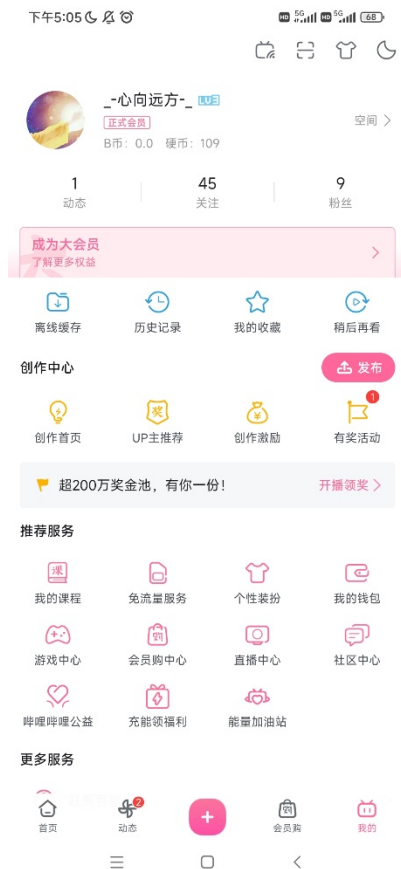 下午5:05 HD 5G HD 5G 68
_-心向远方-_ LV3
正式会员
B币：0.0 硬币：109
空间
1 45 9
动态 关注 粉丝
成为大会员
了解更多权益
离线缓存 历史记录 我的收藏 稍后再看
创作中心 发布
1
创作首页 UP主推荐 创作激励 有奖活动
超200万奖金池，有你一份！ 开播领奖
推荐服务
我的课程 免流量服务 个性装扮 我的钱包
游戏中心 会员购中心 直播中心 社区中心
哔哩哔哩公益 充能领福利 能量加油站
更多服务
2
首页 动态 会员购 我的